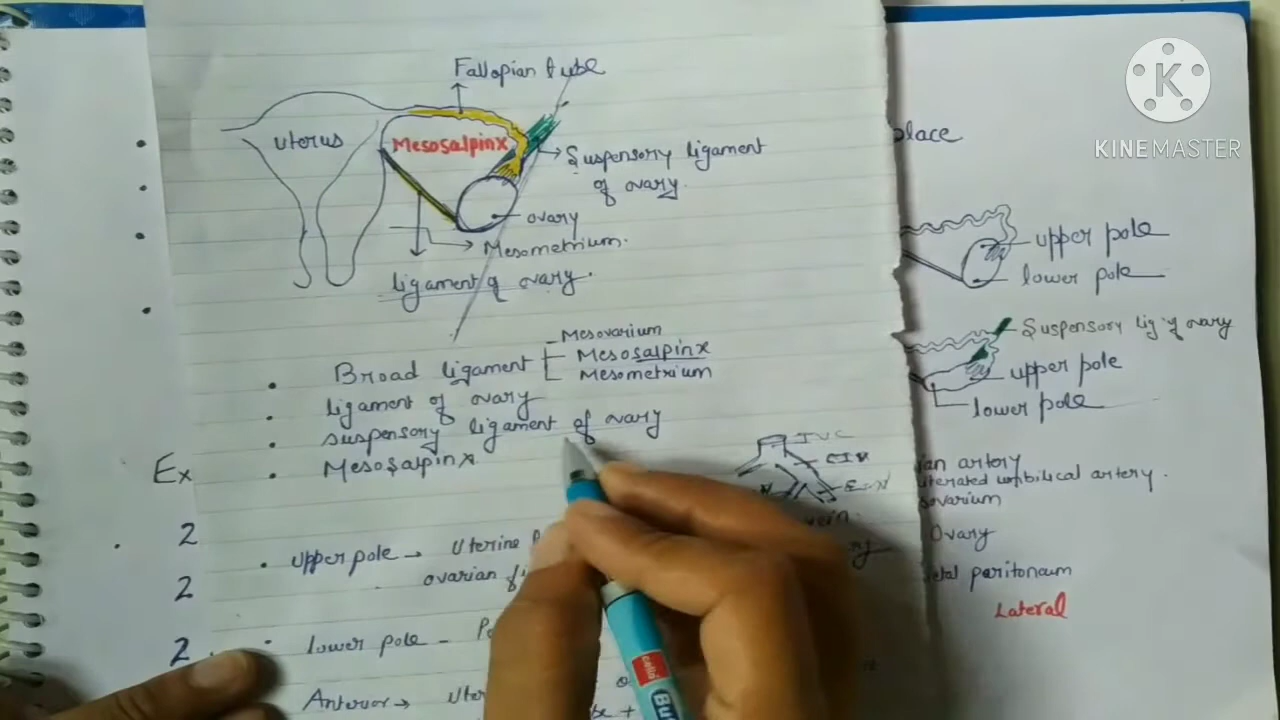 Fallopian tube
Uterus
Mesosalpinx
Suspensory ligament
of ovary.
ovary
Mesometrium.
ligament of ovary.
Mesovarium
Broad ligament
Mesosalpinx
Mesometrium
ligament of ovary
suspensory ligament of ovary
Ex
Mesosalpinx
2
Upper pole → Uterine
ovarian
2
2
lower pole -
Anterior →
IVC
vein
place
upper pole
lower pole
Suspensory lig of ovary
upper pole
lower pole
artery
umbilical artery.
Ovary
peritonaum
Lateral
K
KINEMASTER
cello